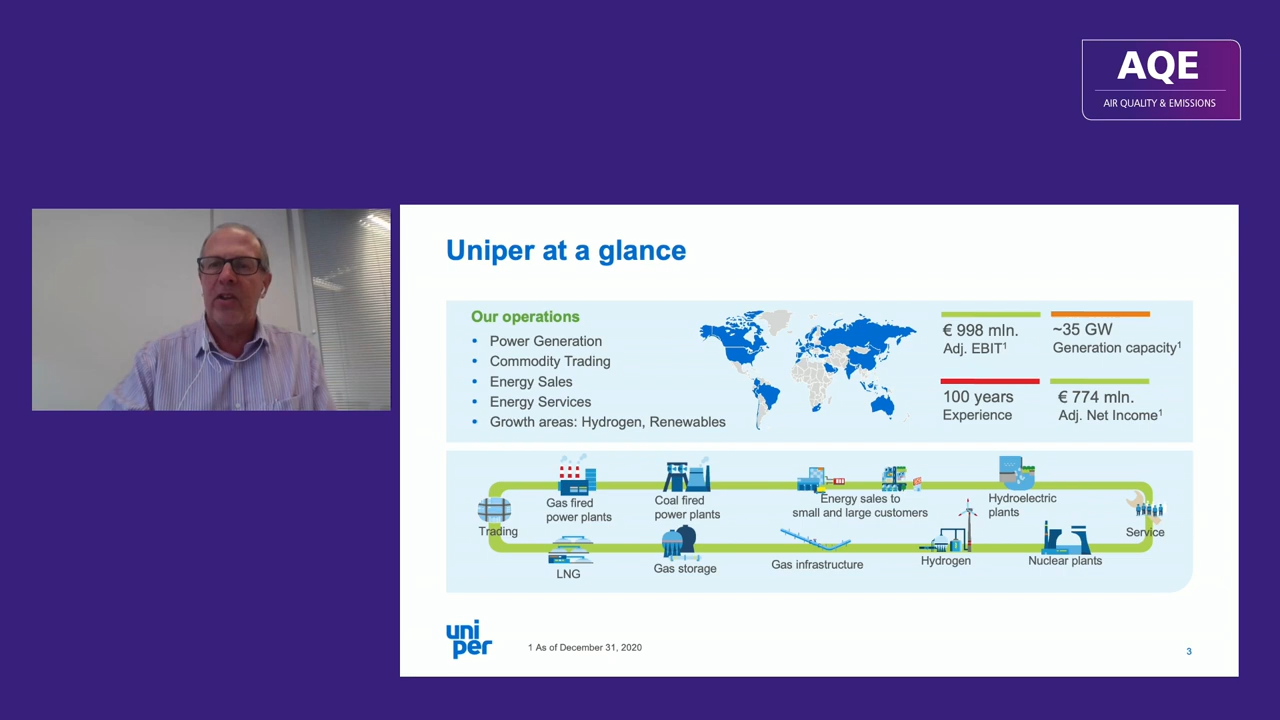 AQE
AIR QUALITY & EMISSIONS
Uniper at a glance
Our operations
• Power Generation
• Commodity Trading
• Energy Sales
• Energy Services
• Growth areas: Hydrogen, Renewables
€ 998 mln.
Adj. EBIT¹
~35 GW
Generation capacity¹
100 years
Experience
€ 774 mln.
Adj. Net Income¹
Trading
Gas fired
power plants
Coal fired
power plants
Energy sales to
small and large customers
Hydroelectric
plants
Service
LNG
Gas storage
Gas infrastructure
Hydrogen
Nuclear plants
uni
per
1 As of December 31, 2020
3